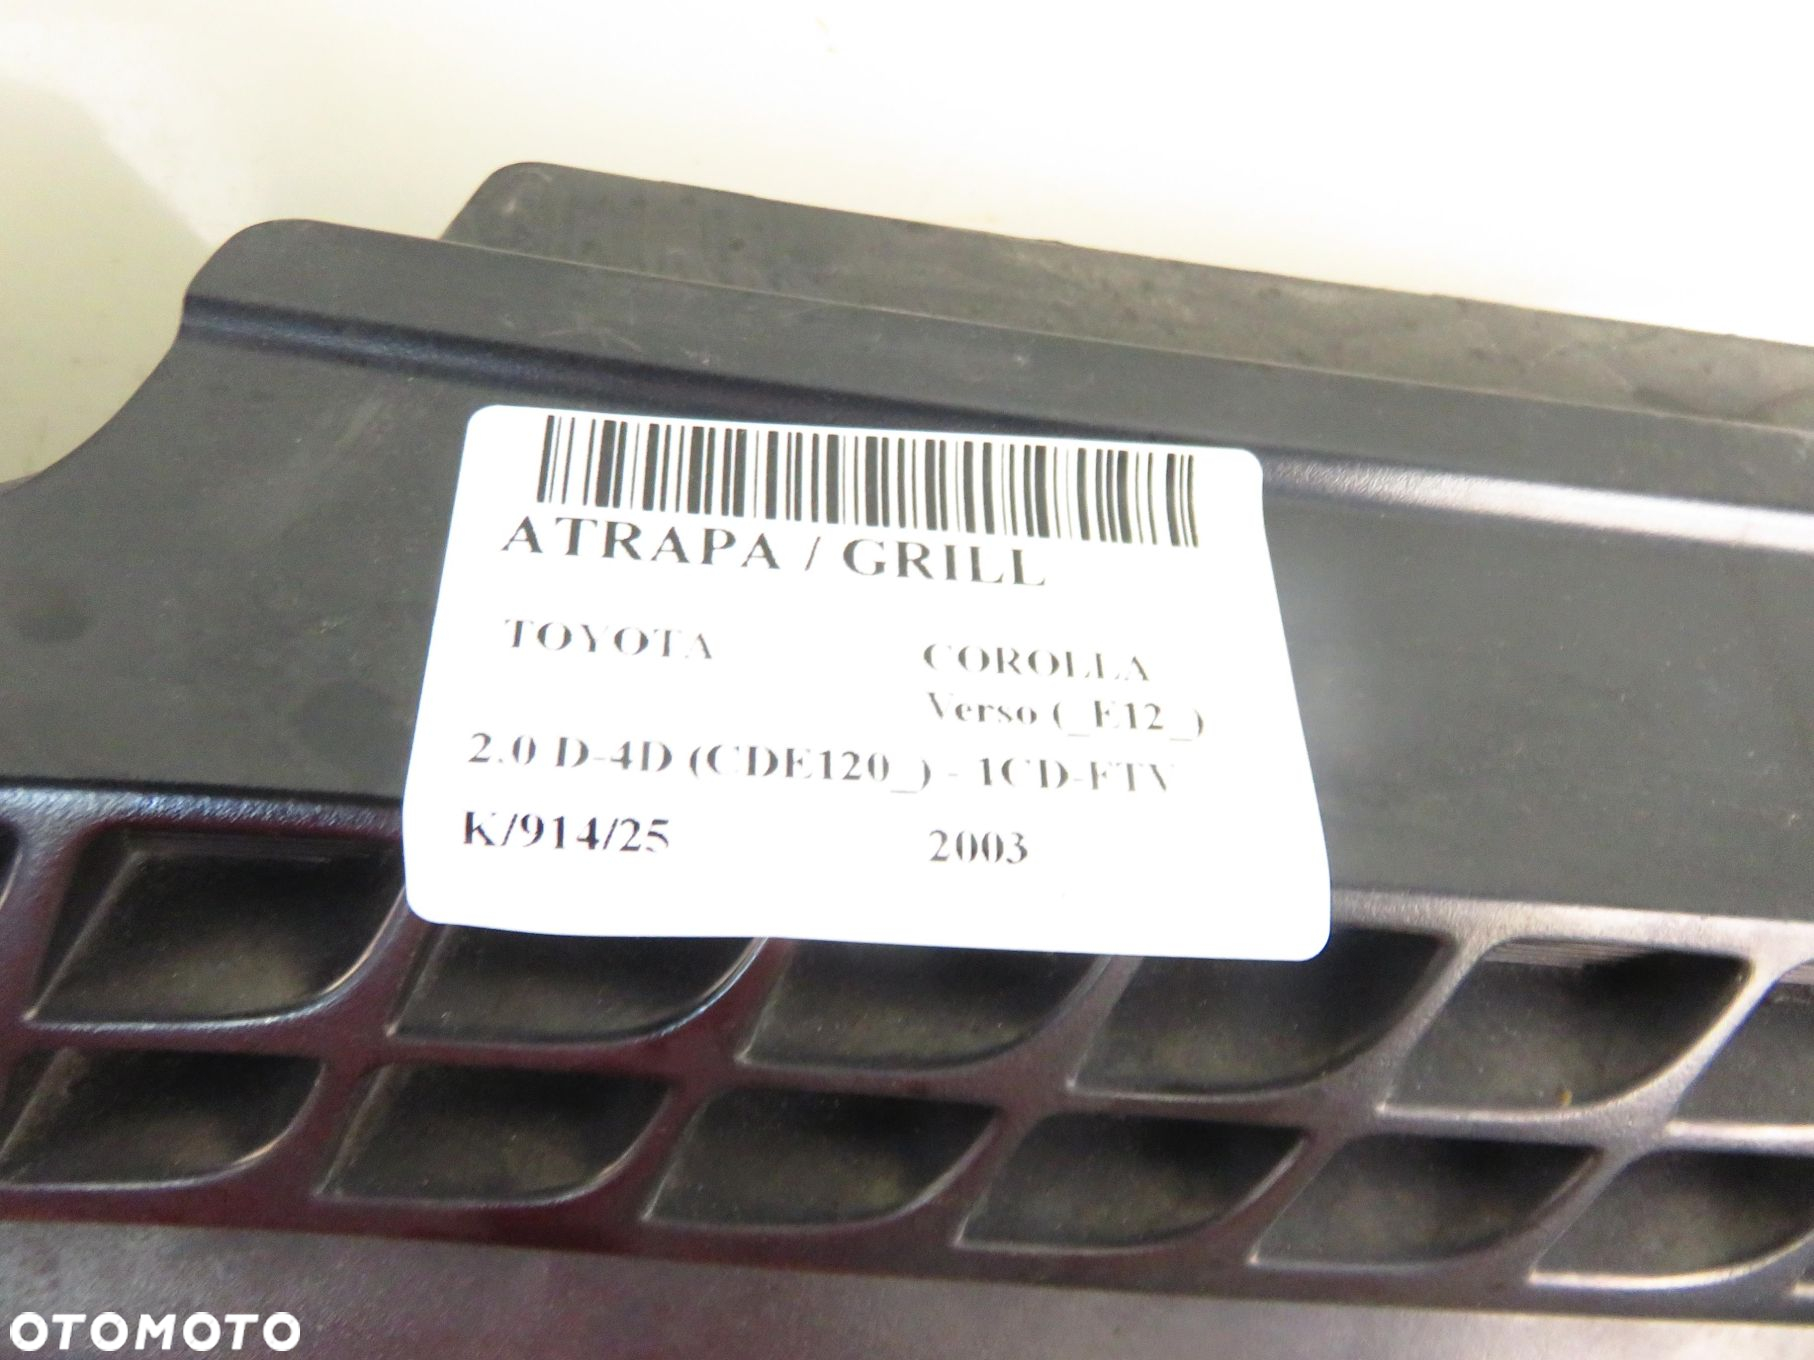 ATRAPA / GRILL
TOYOTA
COROLLA
Verso (_E12_)
2.0 D-4D (CDE120_) - 1CD-FTV
K/914/25
2003
OTOMOTO